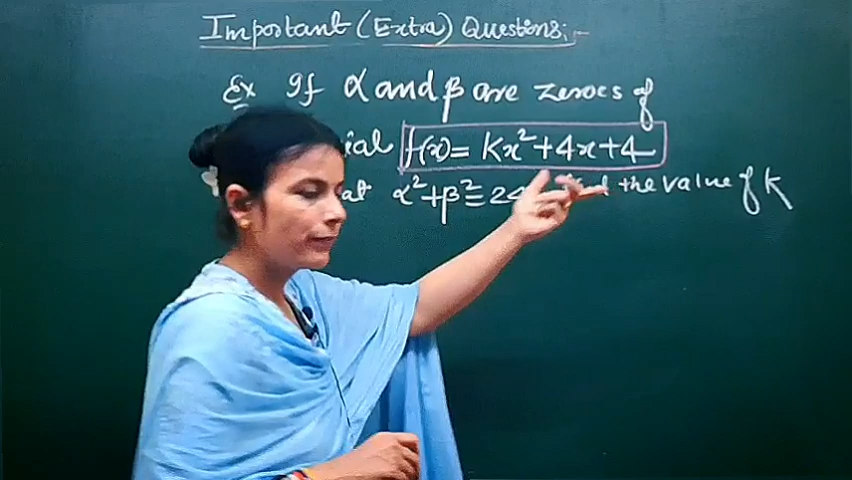 Important (Extra) Questions:-
Ex If α and β are zeroes of
ial f(x) = Kx²+4x+4
at α²+β²=24 the value of K